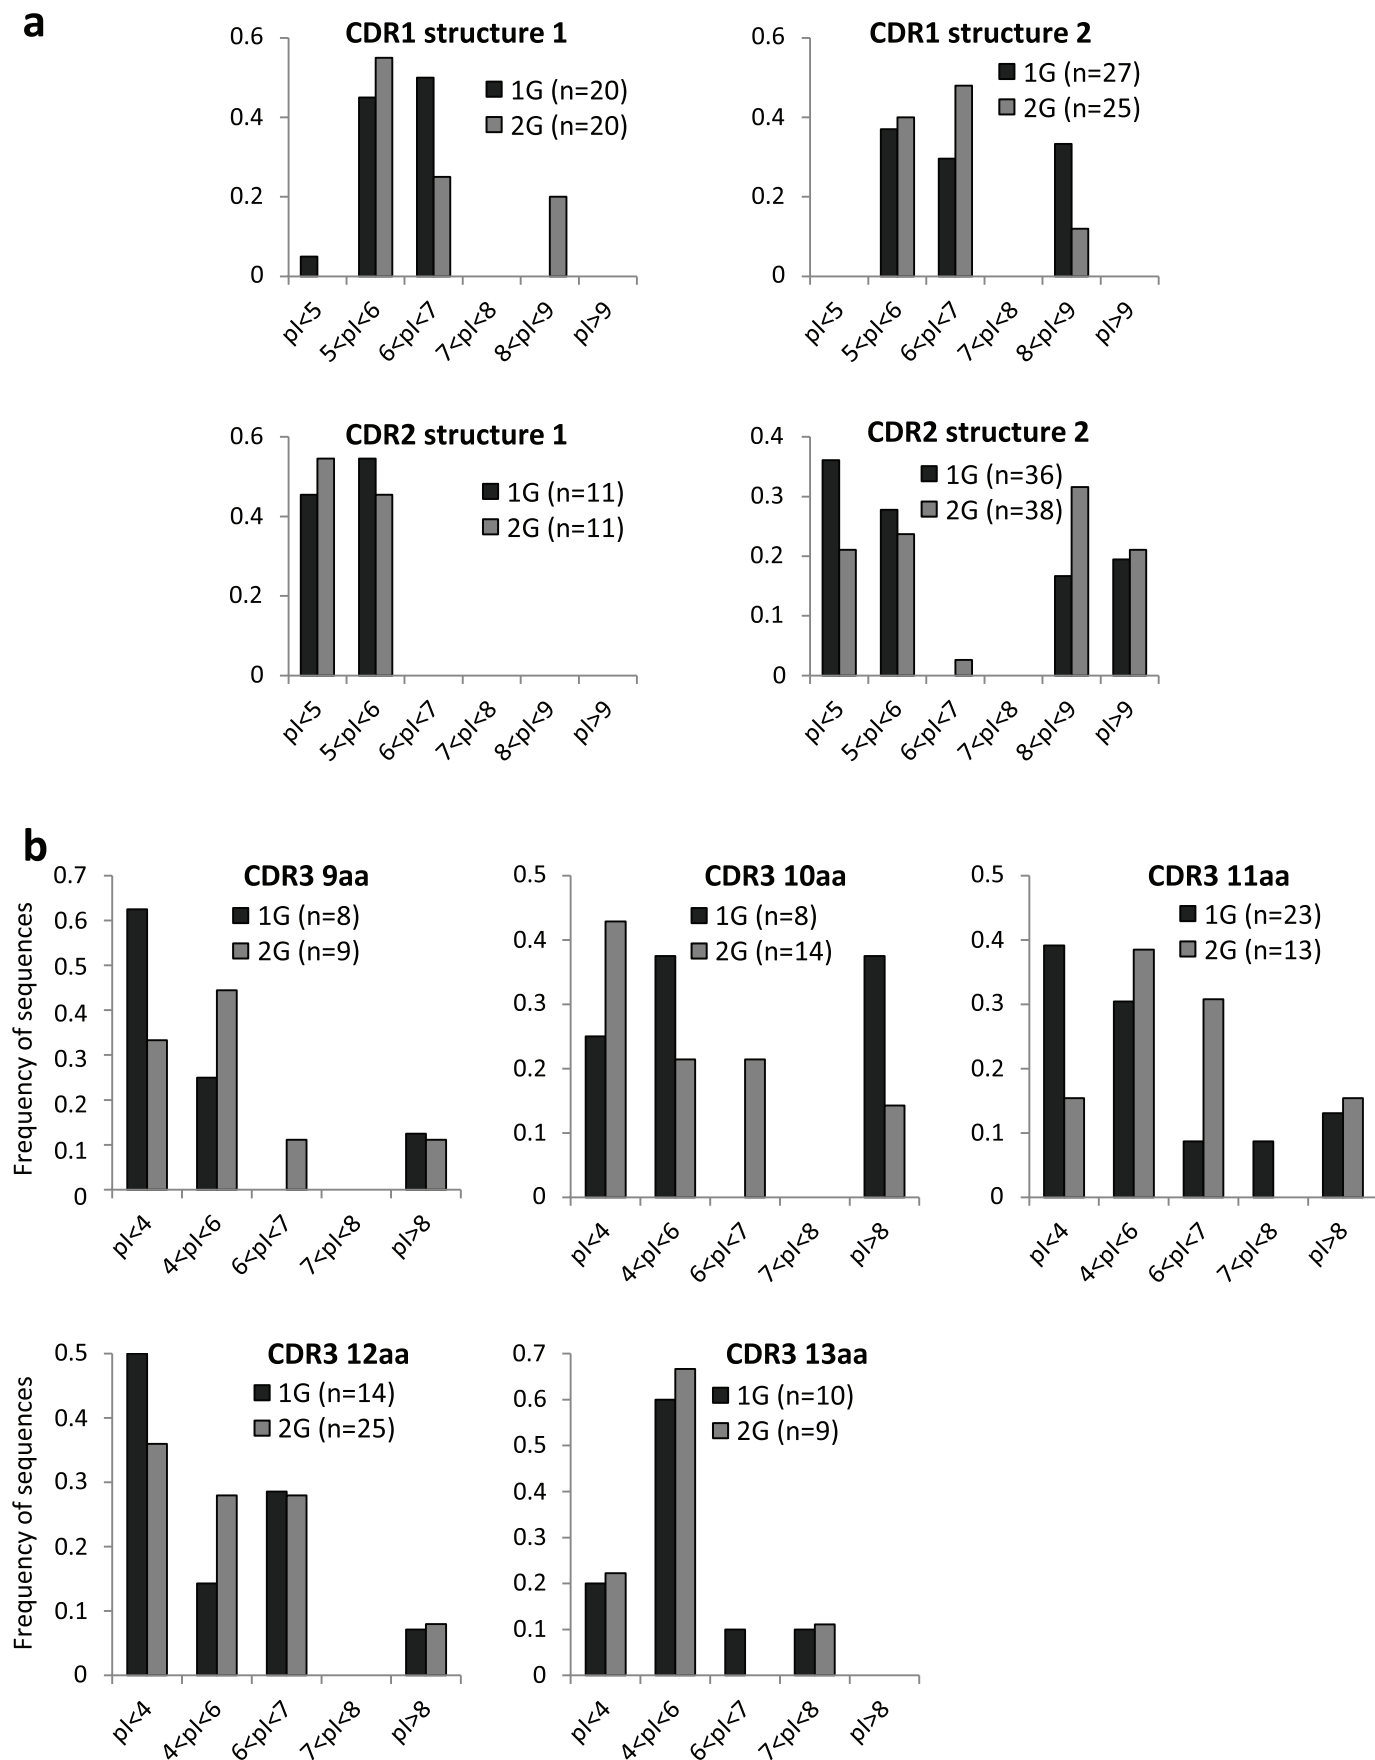 a
CDR1 structure 1
0.6
0.4
0.2
0
1G (n=20)
2G (n=20)
pI<5
5<pI<6
6<pI<7
7<pI<8
8<pI<9
pI>9
CDR1 structure 2
0.6
0.4
0.2
0
1G (n=27)
2G (n=25)
pI<5
5<pI<6
6<pI<7
7<pI<8
8<pI<9
pI>9
CDR2 structure 1
0.6
0.4
0.2
0
1G (n=11)
2G (n=11)
pI<5
5<pI<6
6<pI<7
7<pI<8
8<pI<9
pI>9
CDR2 structure 2
0.4
0.3
0.2
0.1
0
1G (n=36)
2G (n=38)
pI<5
5<pI<6
6<pI<7
7<pI<8
8<pI<9
pI>9
b
Frequency of sequences
CDR3 9aa
0.7
0.6
0.5
0.4
0.3
0.2
0.1
0
1G (n=8)
2G (n=9)
pI<4
4<pI<6
6<pI<7
7<pI<8
pI>8
CDR3 10aa
0.5
0.4
0.3
0.2
0.1
0
1G (n=8)
2G (n=14)
pI<4
4<pI<6
6<pI<7
7<pI<8
pI>8
CDR3 11aa
0.5
0.4
0.3
0.2
0.1
0
1G (n=23)
2G (n=13)
pI<4
4<pI<6
6<pI<7
7<pI<8
pI>8
Frequency of sequences
CDR3 12aa
0.5
0.4
0.3
0.2
0.1
0
1G (n=14)
2G (n=25)
pI<4
4<pI<6
6<pI<7
7<pI<8
pI>8
CDR3 13aa
0.7
0.6
0.5
0.4
0.3
0.2
0.1
0
1G (n=10)
2G (n=9)
pI<4
4<pI<6
6<pI<7
7<pI<8
pI>8